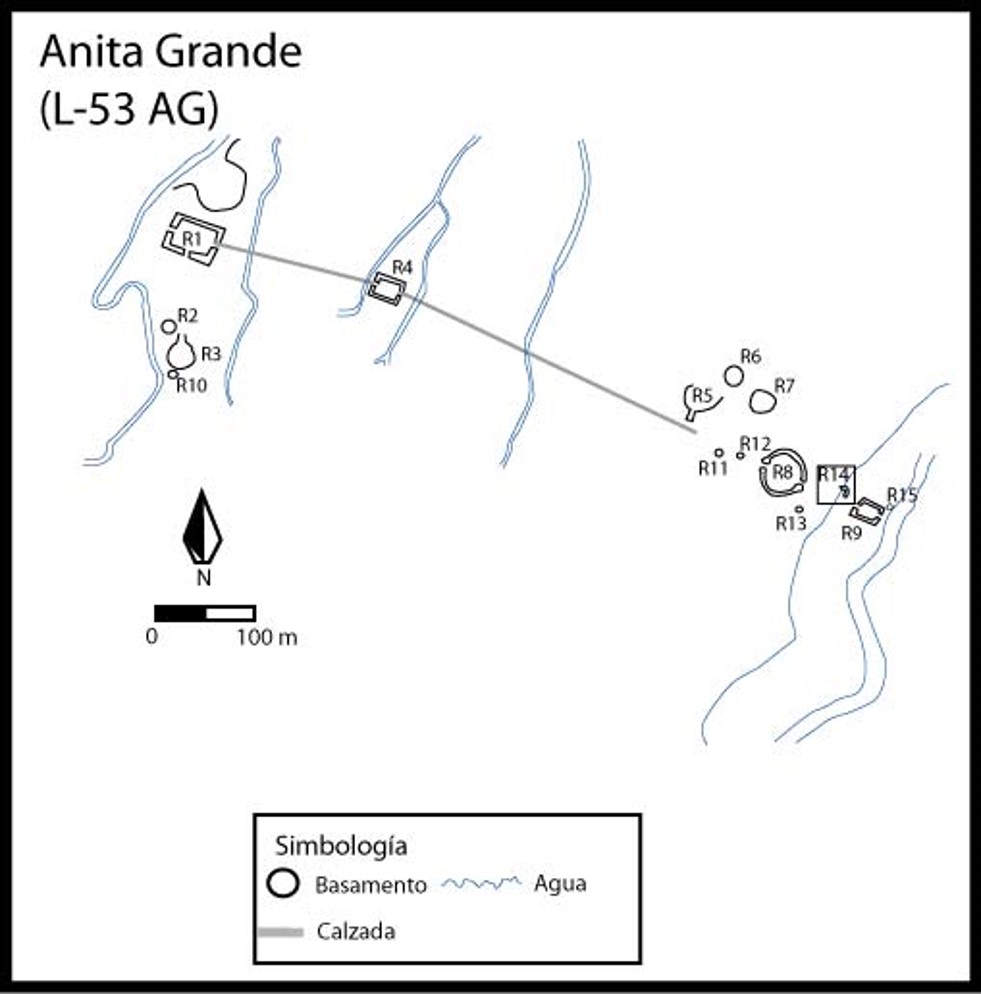 Anita Grande
(L-53 AG)
R1
R4
R2
R3
R10
R6
R7
R5
R12
R11
R8
R14
R15
R13
R9
N
0 100 m
Simbología
Basamento Agua
Calzada